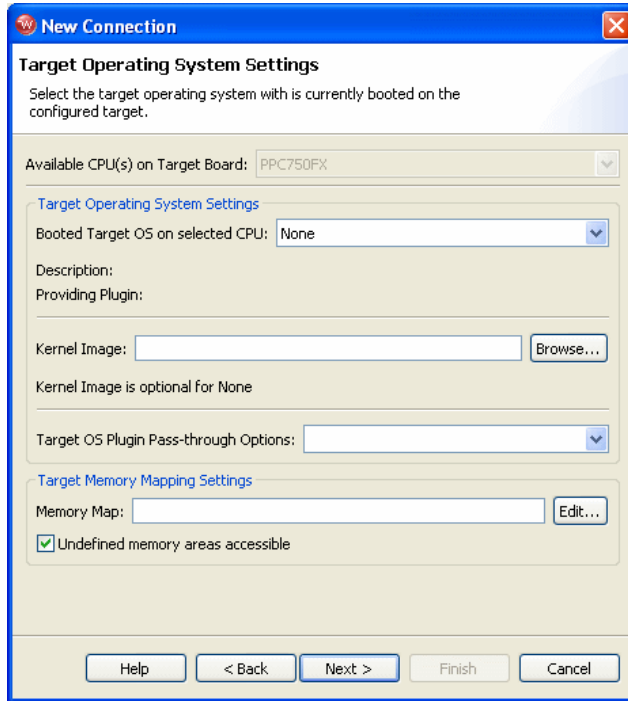 New Connection
Target Operating System Settings
Select the target operating system with is currently booted on the
configured target.
Available CPU(s) on Target Board: PPC750FX
Target Operating System Settings
Booted Target OS on selected CPU: None
Description:
Providing Plugin:
Kernel Image: Browse...
Kernel Image is optional for None
Target OS Plugin Pass-through Options:
Target Memory Mapping Settings
Memory Map: Edit...
Undefined memory areas accessible
Help < Back Next > Finish Cancel